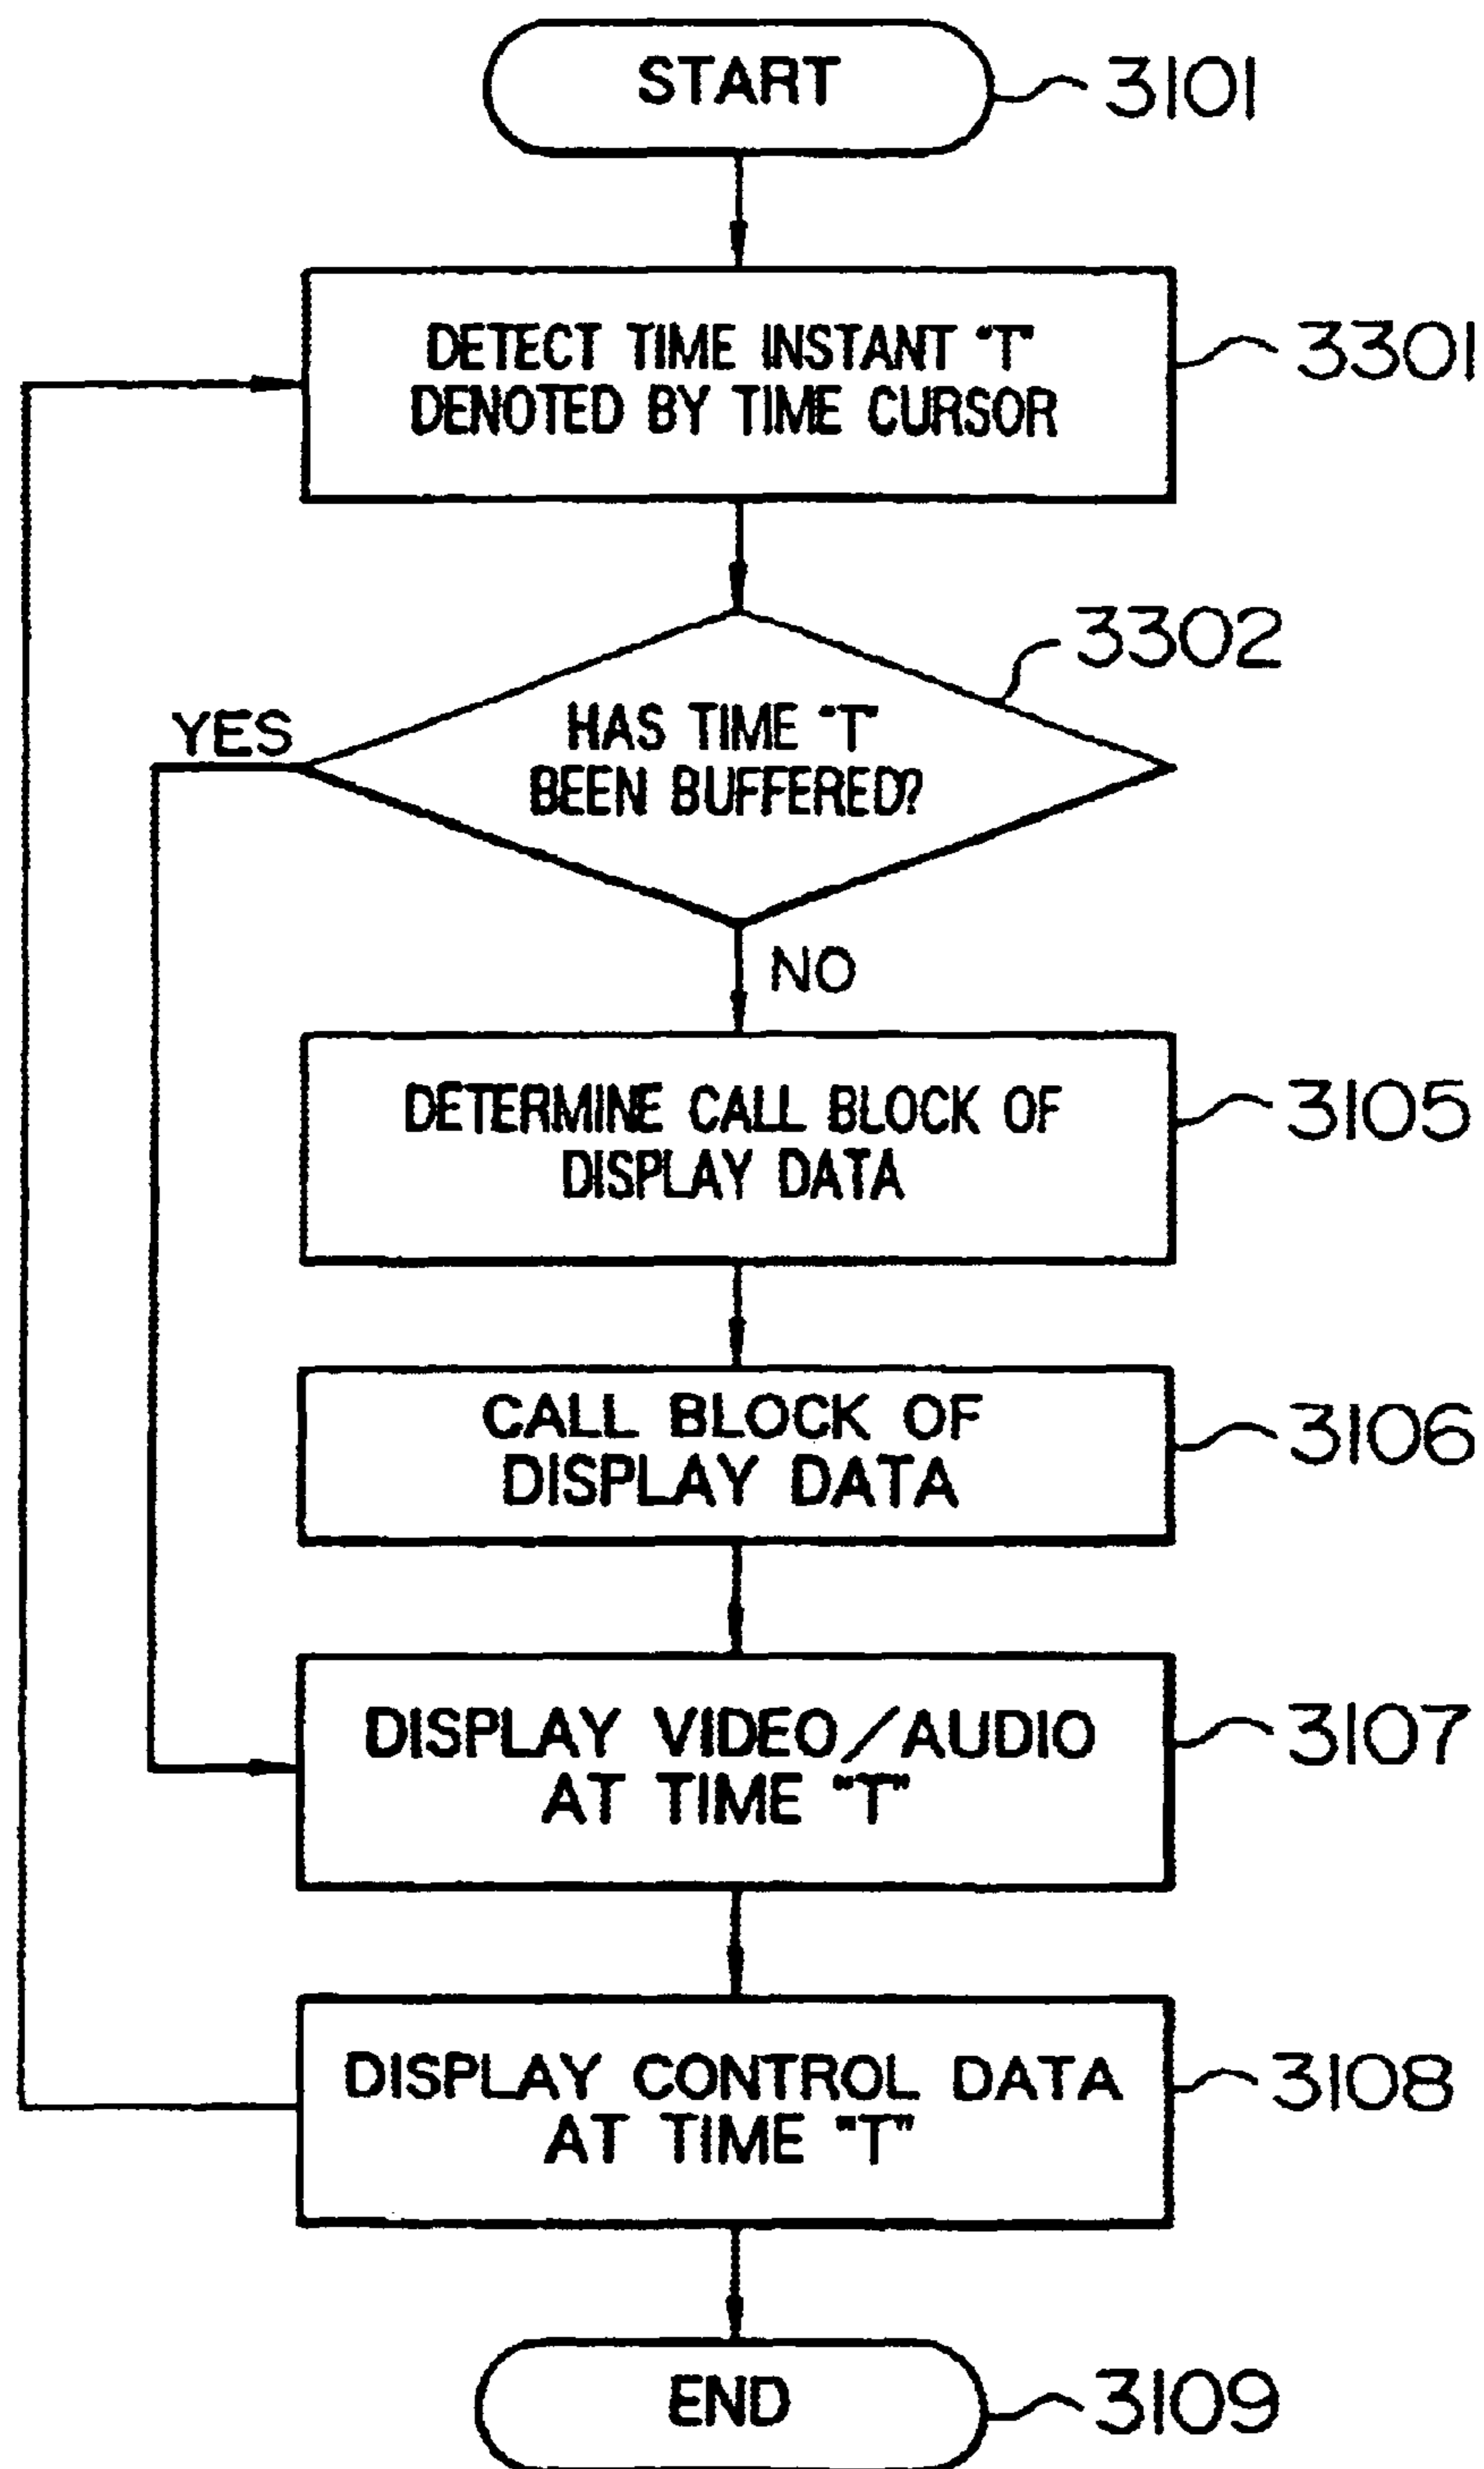 START
3101
DETECT TIME INSTANT "T"
DENOTED BY TIME CURSOR
3301
3302
HAS TIME "T"
BEEN BUFFERED?
YES
NO
DETERMINE CALL BLOCK OF
DISPLAY DATA
3105
CALL BLOCK OF
DISPLAY DATA
3106
DISPLAY VIDEO/AUDIO
AT TIME "T"
3107
DISPLAY CONTROL DATA
AT TIME "T"
3108
END
3109